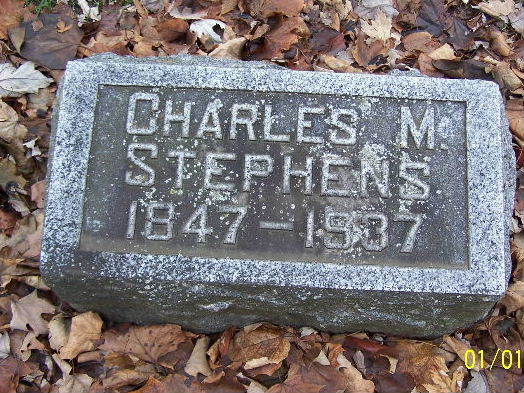 CHARLES M.
STEPHENS
1847-1937
01/01